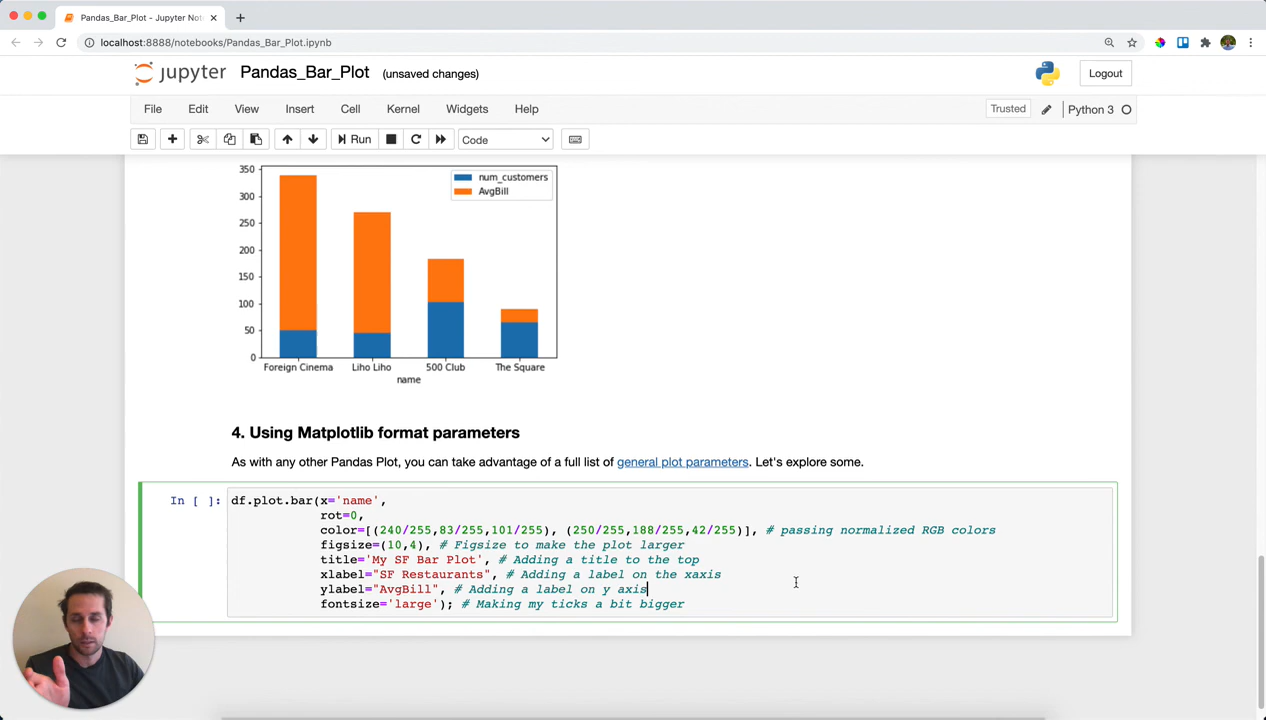 Pandas_Bar_Plot - Jupyter Not
localhost:8888/notebooks/Pandas_Bar_Plot.ipynb
jupyter Pandas_Bar_Plot (unsaved changes) Logout
File Edit View Insert Cell Kernel Widgets Help Trusted Python 3
Run Code
350
300
250
200
150
100
50
0
num_customers
AvgBill
Foreign Cinema Liho Liho 500 Club The Square
name
4. Using Matplotlib format parameters
As with any other Pandas Plot, you can take advantage of a full list of general plot parameters. Let's explore some.
In [ ]: df.plot.bar(x='name',
rot=0,
color=[(240/255,83/255,101/255), (250/255,188/255,42/255)], # passing normalized RGB colors
figsize=(10,4), # Figsize to make the plot larger
title='My SF Bar Plot', # Adding a title to the top
xlabel="SF Restaurants", # Adding a label on the xaxis
ylabel="AvgBill", # Adding a label on y axis
fontsize='large'); # Making my ticks a bit bigger